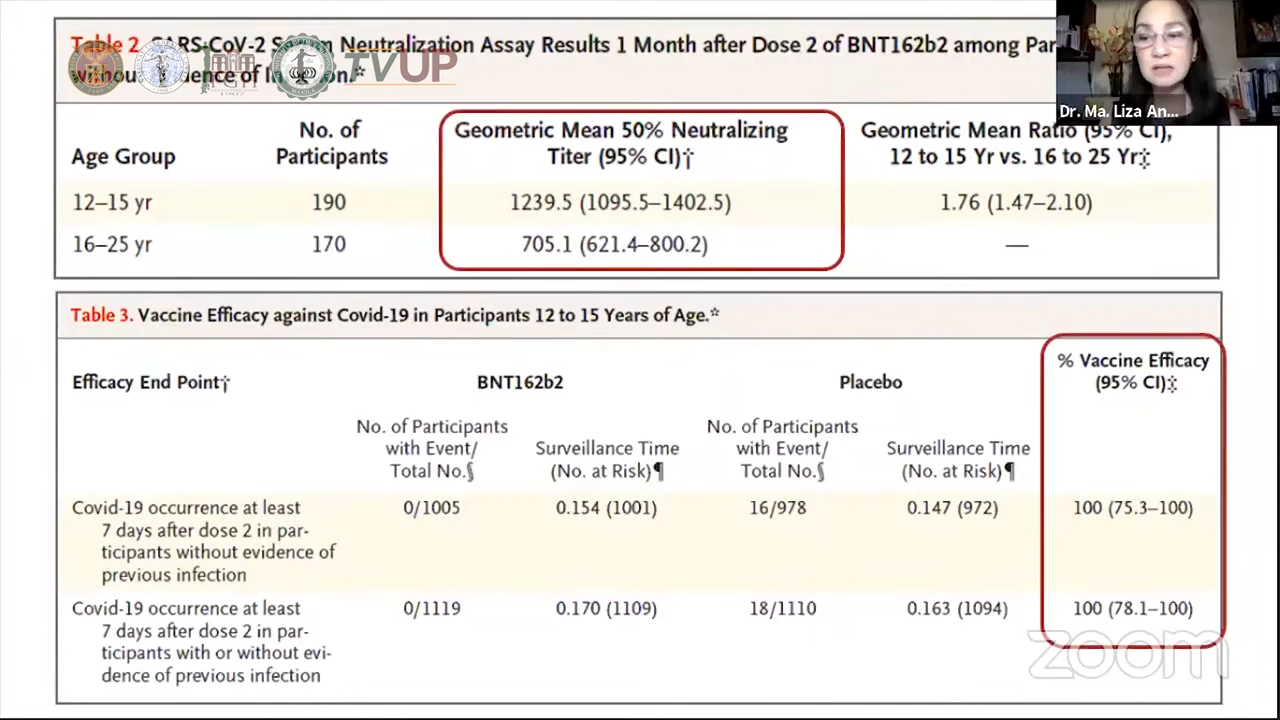 Table 2. SARS-CoV-2 Neutralization Assay Results 1 Month after Dose 2 of BNT162b2 among
TVUP
Dr. Ma. Liza An...
Age Group
No. of
Participants
Geometric Mean 50% Neutralizing
Titer (95% CI)†
Geometric Mean Ratio (95% CI),
12 to 15 Yr vs. 16 to 25 Yr‡
12–15 yr 190 1239.5 (1095.5–1402.5) 1.76 (1.47–2.10)
16–25 yr 170 705.1 (621.4–800.2) —
Table 3. Vaccine Efficacy against Covid-19 in Participants 12 to 15 Years of Age.*
Efficacy End Point† BNT162b2 Placebo
% Vaccine Efficacy
(95% CI)‡
No. of Participants
with Event/
Total No.§
Surveillance Time
(No. at Risk)¶
No. of Participants
with Event/
Total No.§
Surveillance Time
(No. at Risk)¶
Covid-19 occurrence at least 0/1005 0.154 (1001) 16/978 0.147 (972) 100 (75.3–100)
7 days after dose 2 in par-
ticipants without evidence of
previous infection
Covid-19 occurrence at least 0/1119 0.170 (1109) 18/1110 0.163 (1094) 100 (78.1–100)
7 days after dose 2 in par-
ticipants with or without evi-
dence of previous infection
zoom